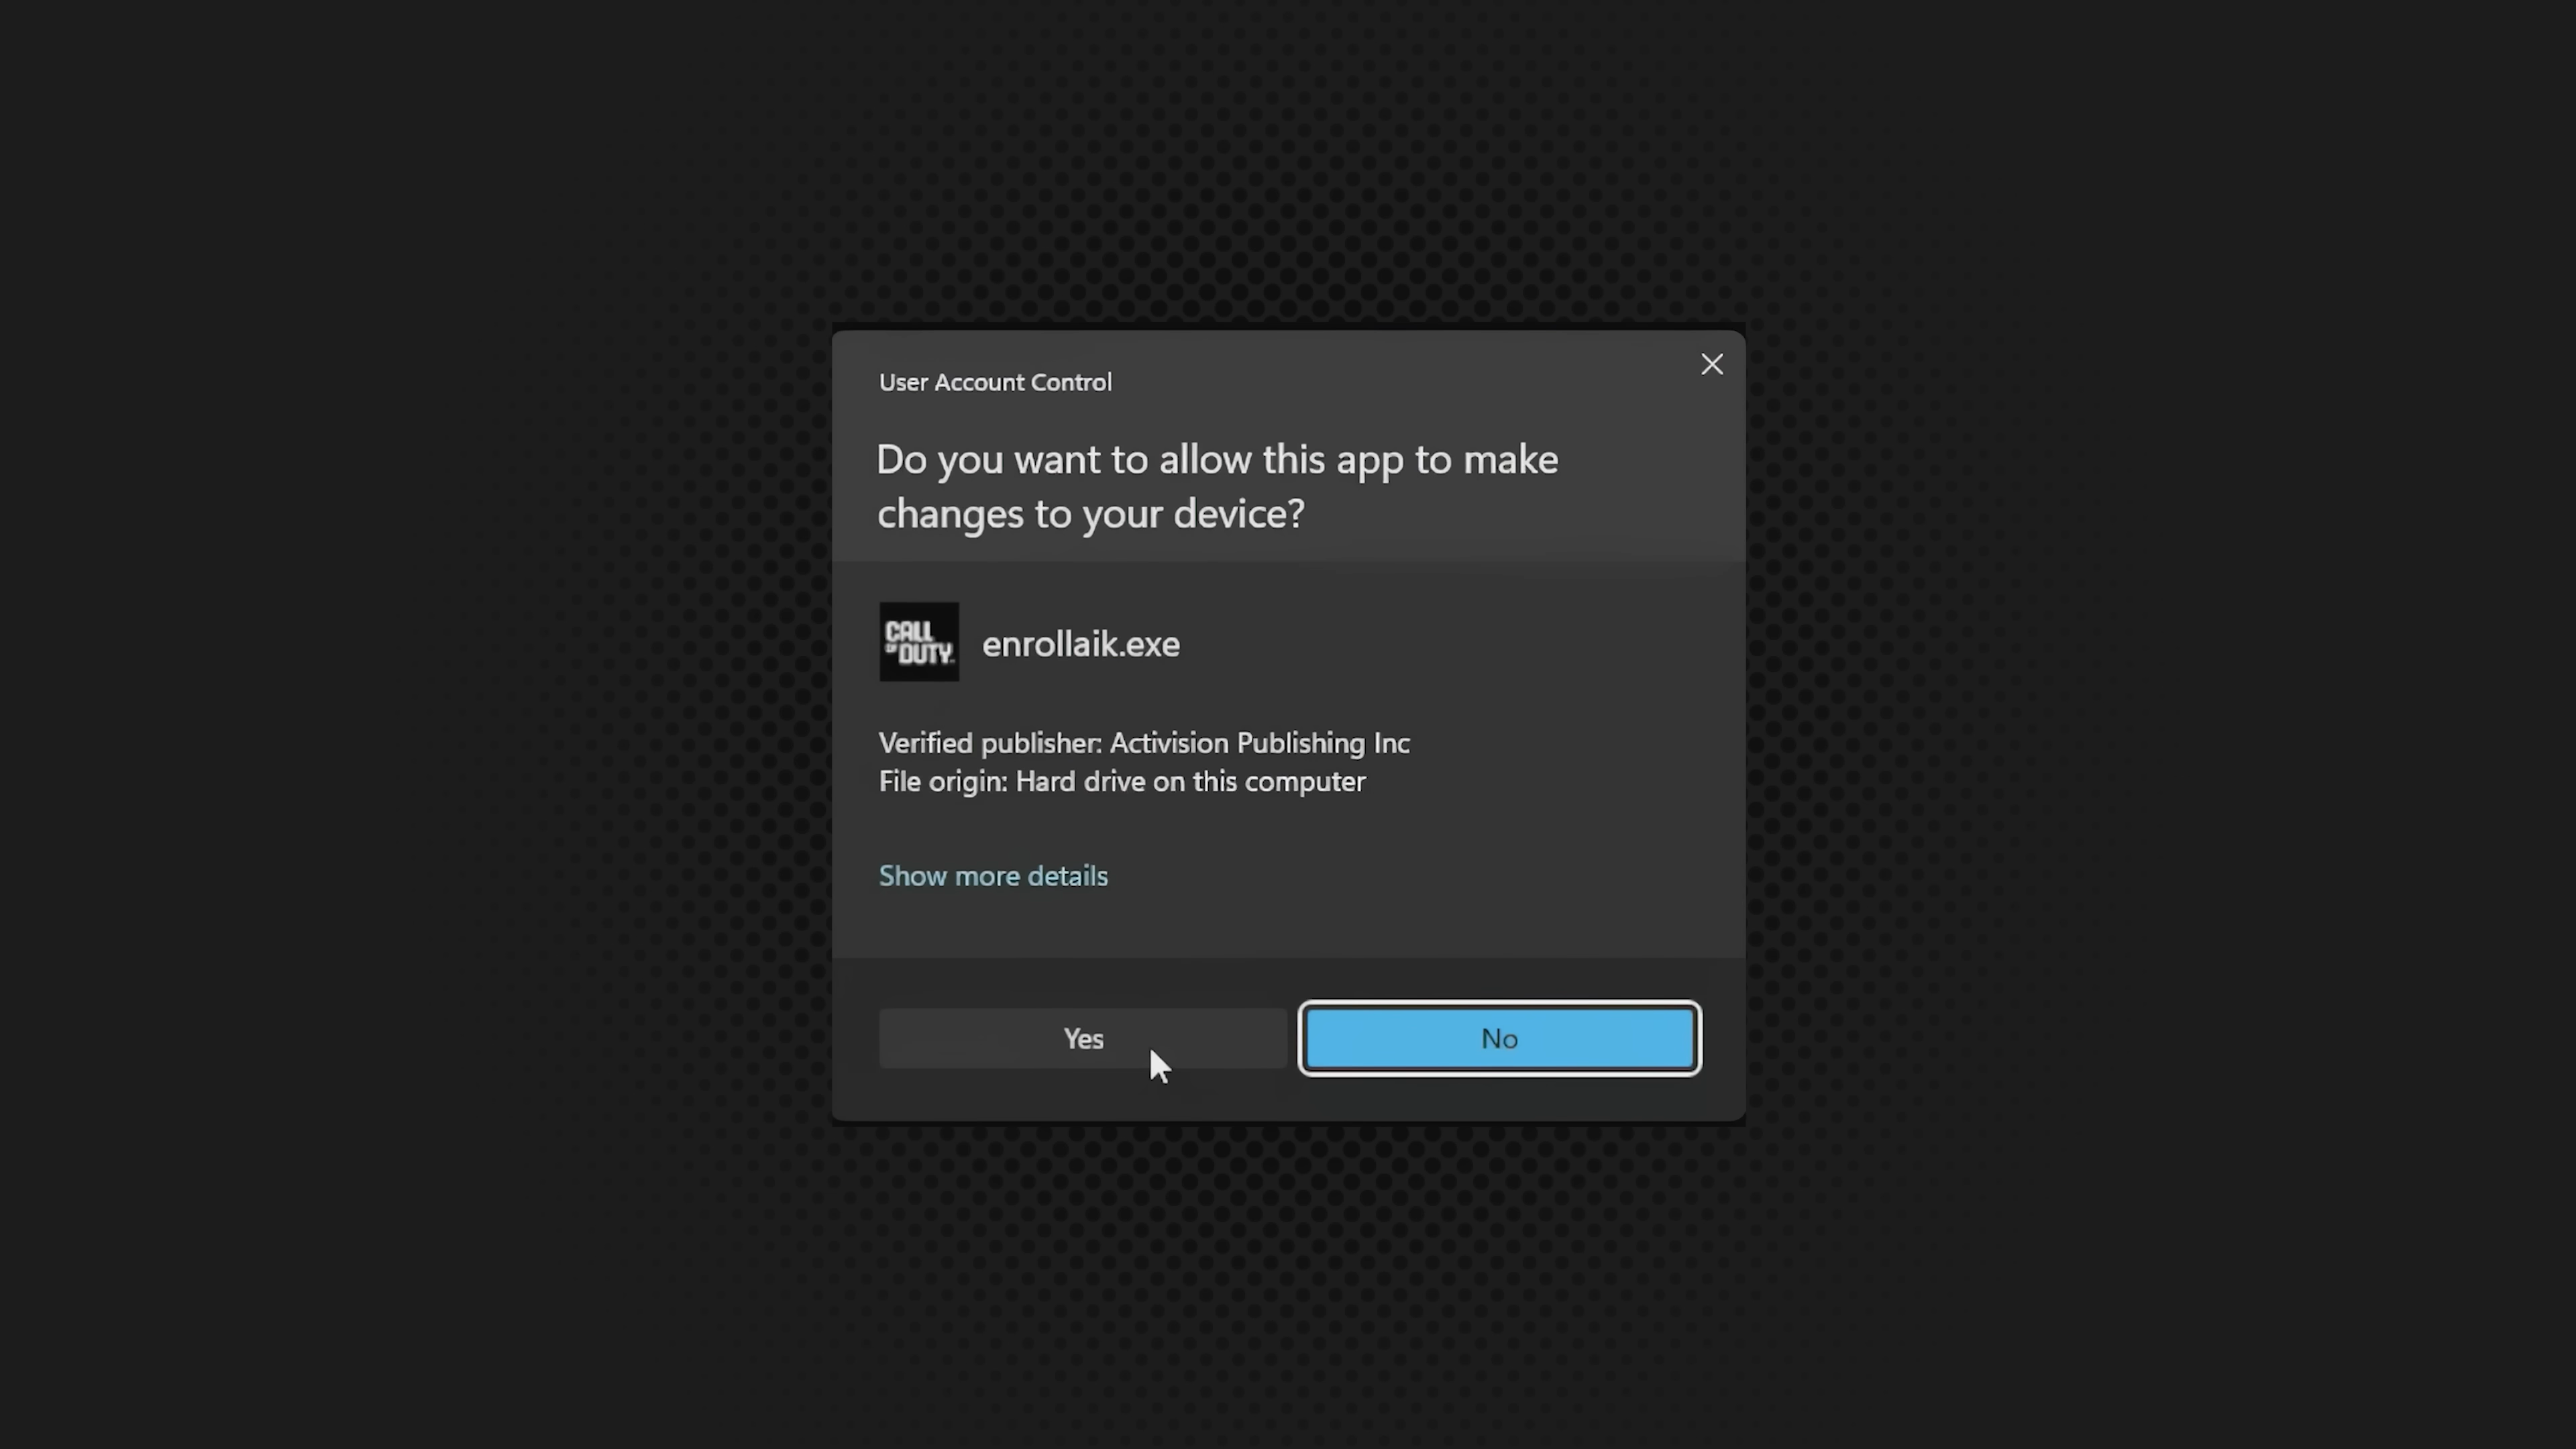 User Account Control
Do you want to allow this app to make
changes to your device?
CALL
OF DUTY.
enrollaik.exe
Verified publisher: Activision Publishing Inc
File origin: Hard drive on this computer
Show more details
Yes
No